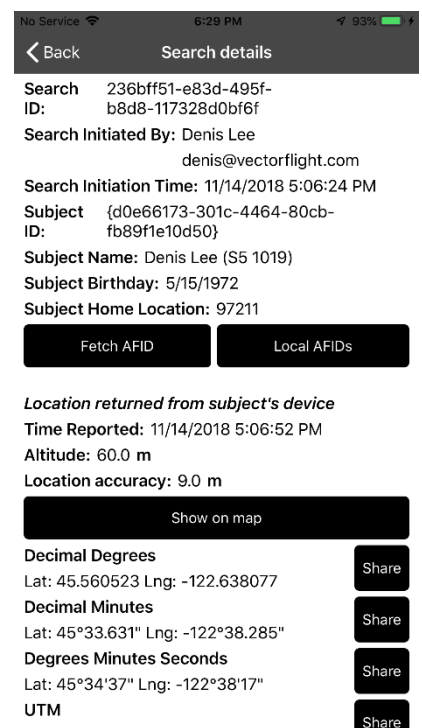 No Service 6:29 PM 93%
Back Search details
Search ID: 236bff51-e83d-495f-
b8d8-117328d0bf6f
Search Initiated By: Denis Lee
denis@vectorflight.com
Search Initiation Time: 11/14/2018 5:06:24 PM
Subject ID: {d0e66173-301c-4464-80cb-
fb89f1e10d50}
Subject Name: Denis Lee (S5 1019)
Subject Birthday: 5/15/1972
Subject Home Location: 97211
Fetch AFID Local AFIDs
Location returned from subject's device
Time Reported: 11/14/2018 5:06:52 PM
Altitude: 60.0 m
Location accuracy: 9.0 m
Show on map
Decimal Degrees
Lat: 45.560523 Lng: -122.638077
Share
Decimal Minutes
Lat: 45°33.631" Lng: -122°38.285"
Share
Degrees Minutes Seconds
Lat: 45°34'37" Lng: -122°38'17"
Share
UTM
Share